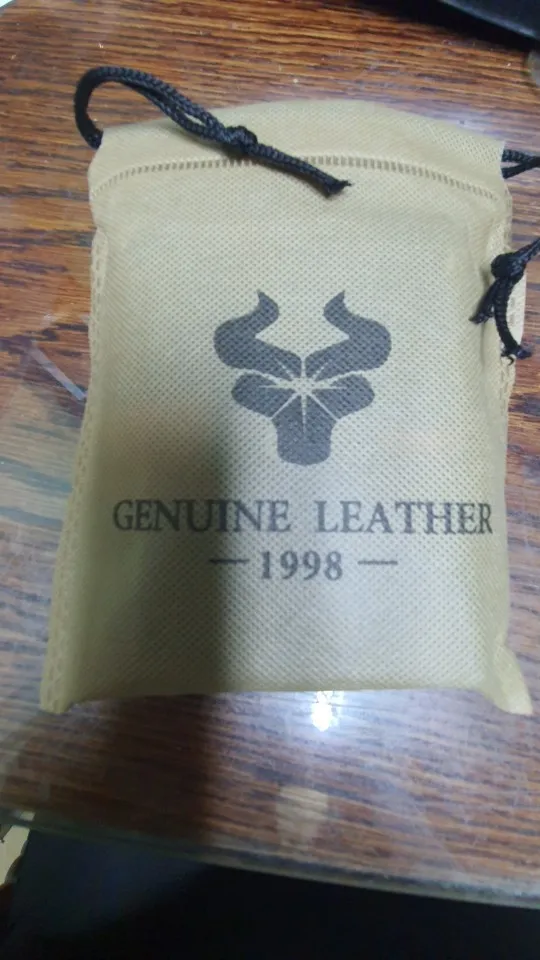 GENUINE LEATHER
— 1998 —